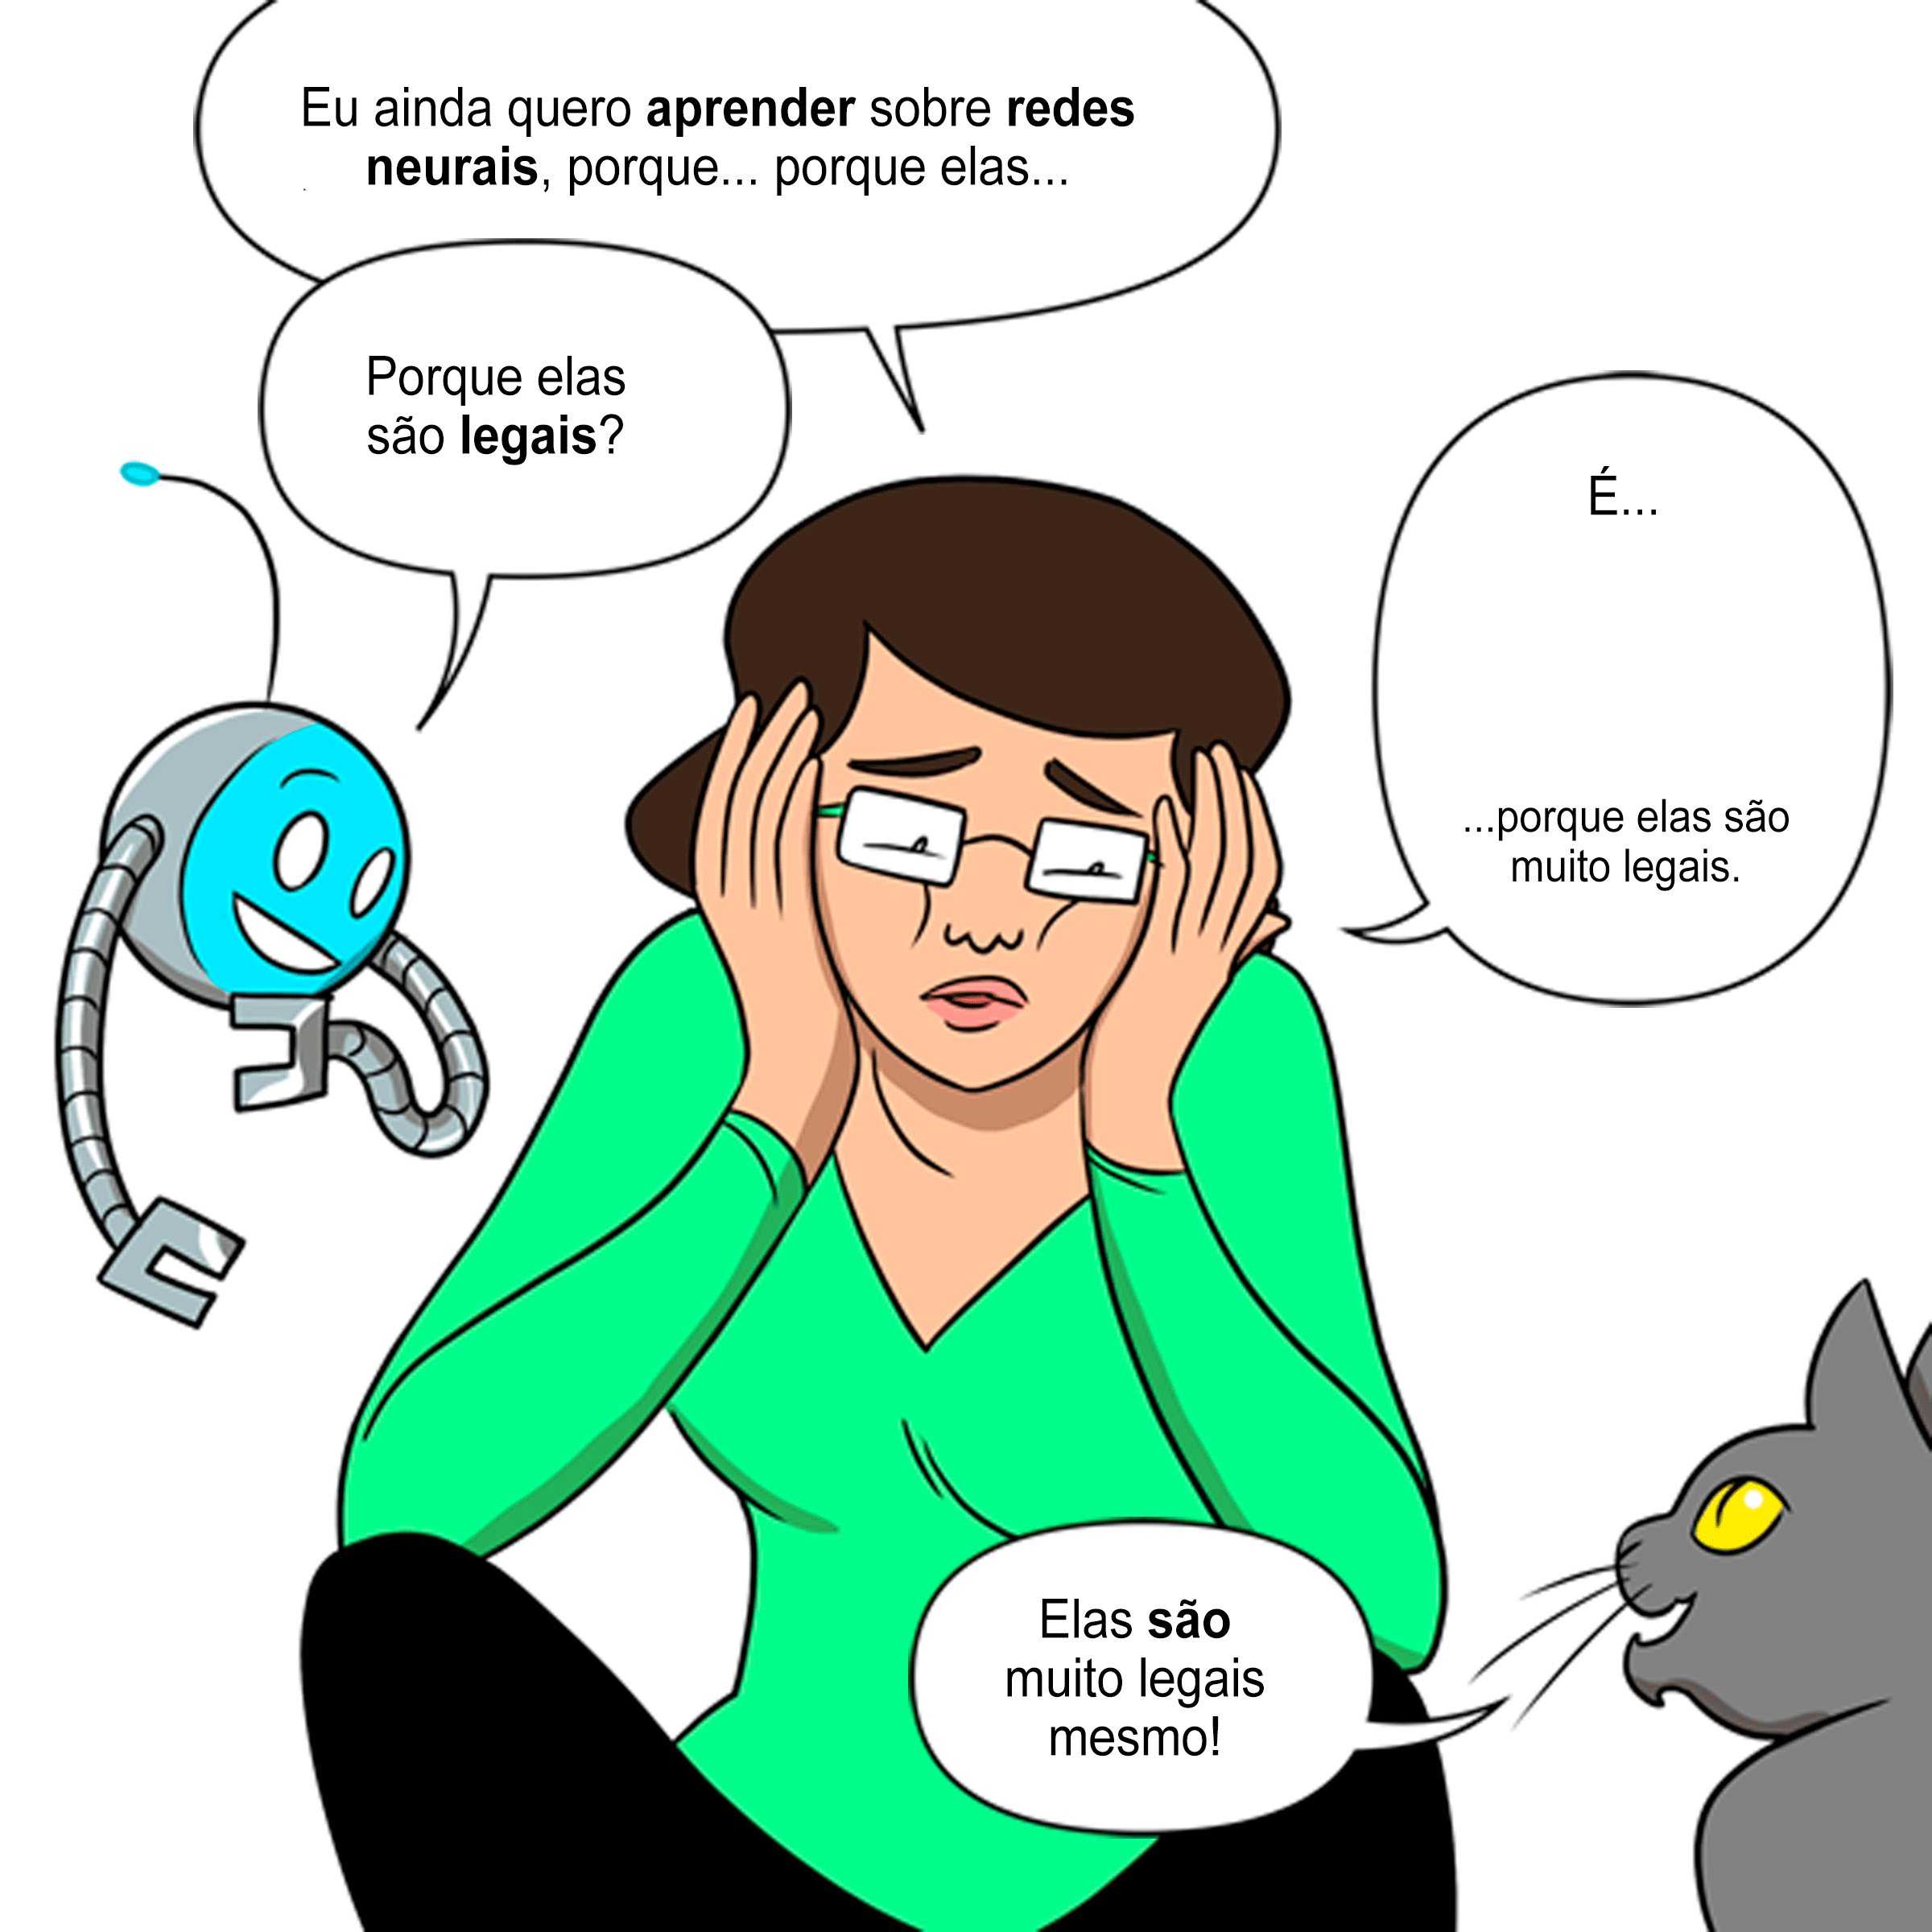 Eu ainda quero aprender sobre redes
neurais, porque... porque elas...
Porque elas
são legais?
É...
...porque elas são
muito legais.
Elas são
muito legais
mesmo!